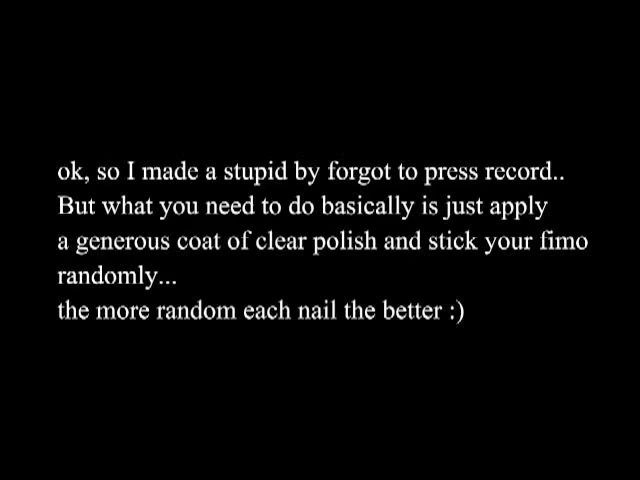 ok, so I made a stupid by forgot to press record..
But what you need to do basically is just apply
a generous coat of clear polish and stick your fimo
randomly...
the more random each nail the better :)